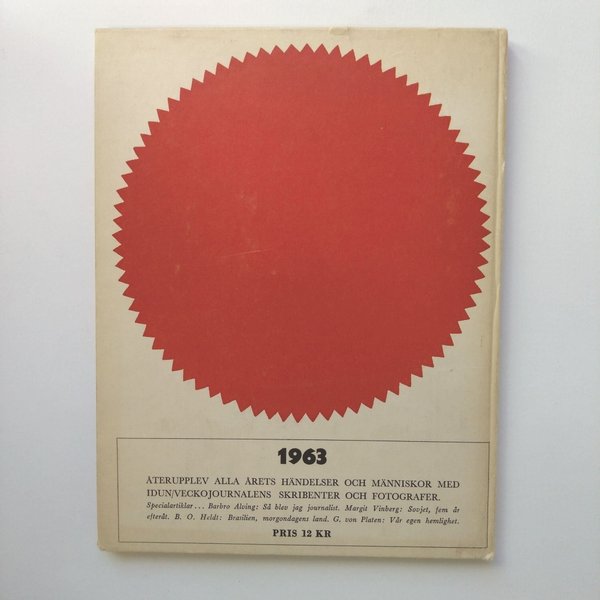 1963
ÅTERUPPLEV ALLA ÅRETS HÄNDELSER OCH MÄNNISKOR MED
IDUN/VECKOJOURNALENS SKRIBENTER OCH FOTOGRAFER.
Specialartiklar... Barbro Alving: Så blev jag journalist. Margit Vinberg: Sovjet, fem år
efteråt. B. O. Heldt: Brasilien, morgondagens land. G. von Platen: Vår egen hemlighet.
PRIS 12 KR